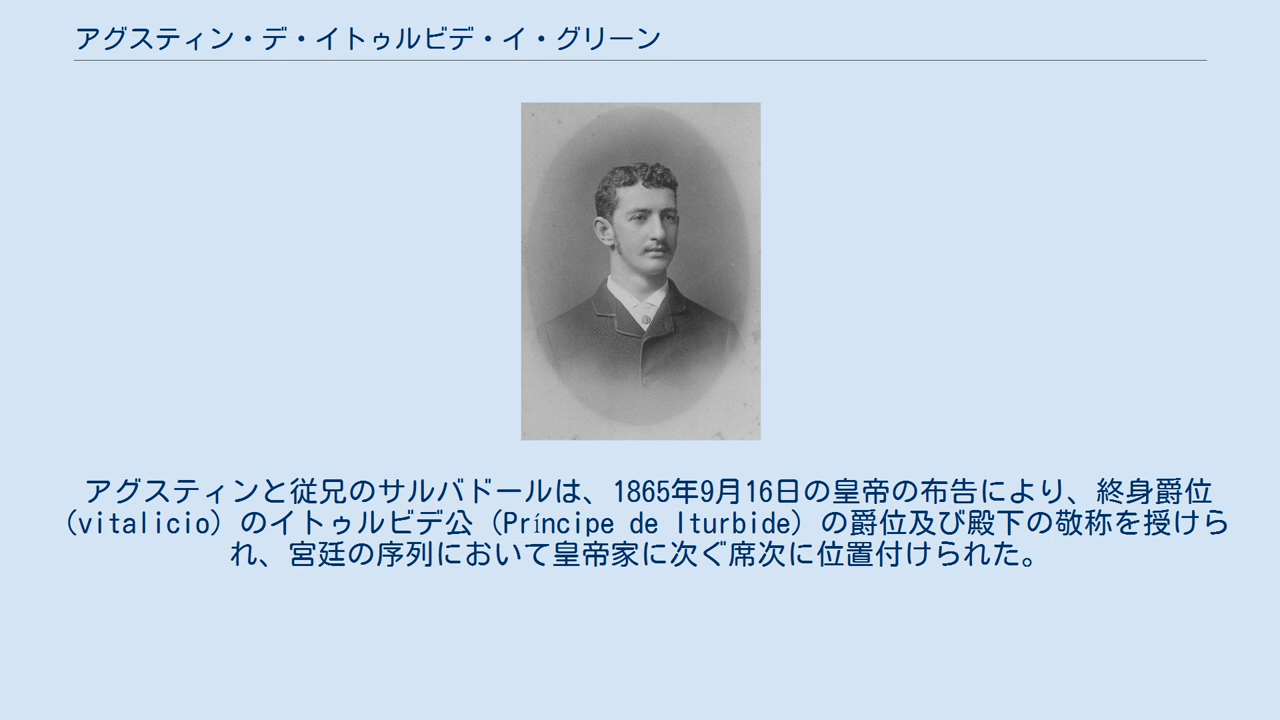 アグスティン・デ・イトゥルビデ・イ・グリーン
アグスティンと従兄のサルバドールは、1865年9月16日の皇帝の布告により、終身爵位
(vitalicio) のイトゥルビデ公 (Príncipe de Iturbide) の爵位及び殿下の敬称を授けら
れ、宮廷の序列において皇帝家に次ぐ席次に位置付けられた。